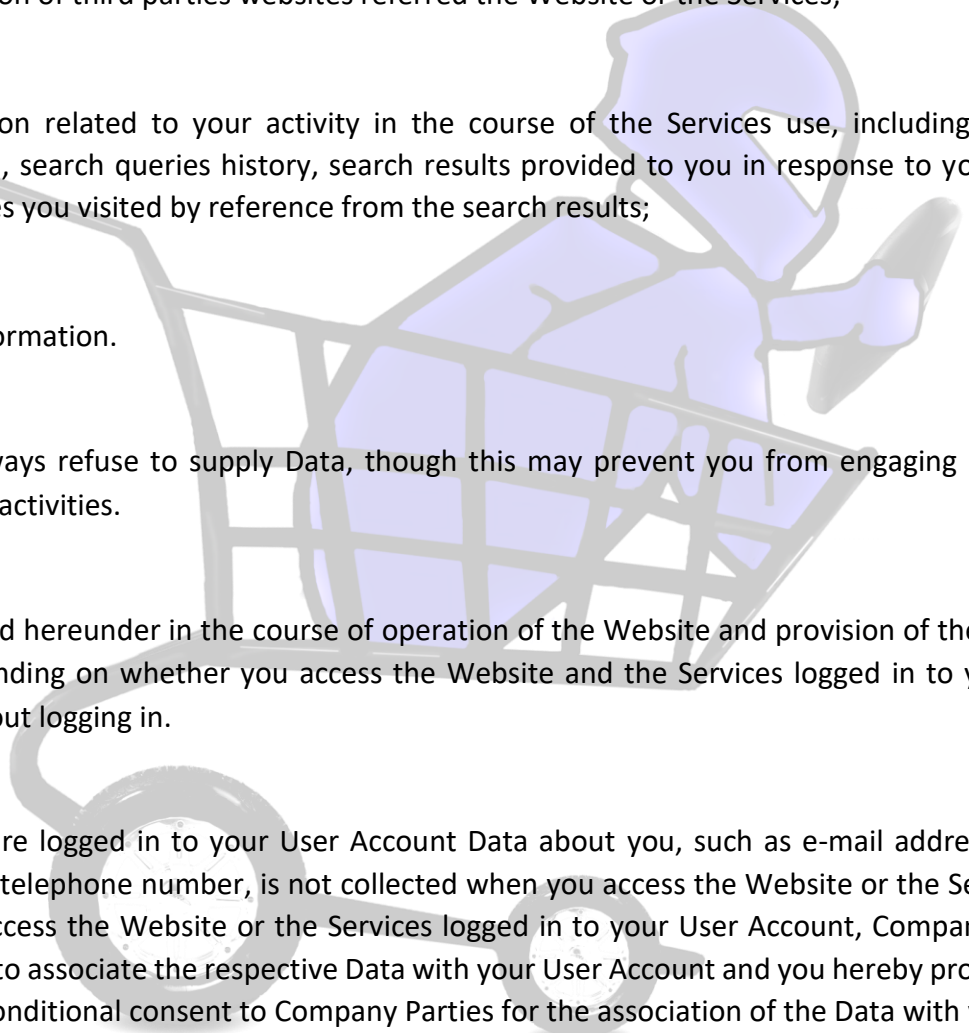 on of third parties websites referred the Website or the Services;
on related to your activity in the course of the Services use, including
, search queries history, search results provided to you in response to yo
es you visited by reference from the search results;
ormation.
ways refuse to supply Data, though this may prevent you from engaging
activities.
d hereunder in the course of operation of the Website and provision of the
nding on whether you access the Website and the Services logged in to y
out logging in.
re logged in to your User Account Data about you, such as e-mail addre
telephone number, is not collected when you access the Website or the Se
ccess the Website or the Services logged in to your User Account, Compan
to associate the respective Data with your User Account and you hereby pro
onditional consent to Company Parties for the association of the Data with